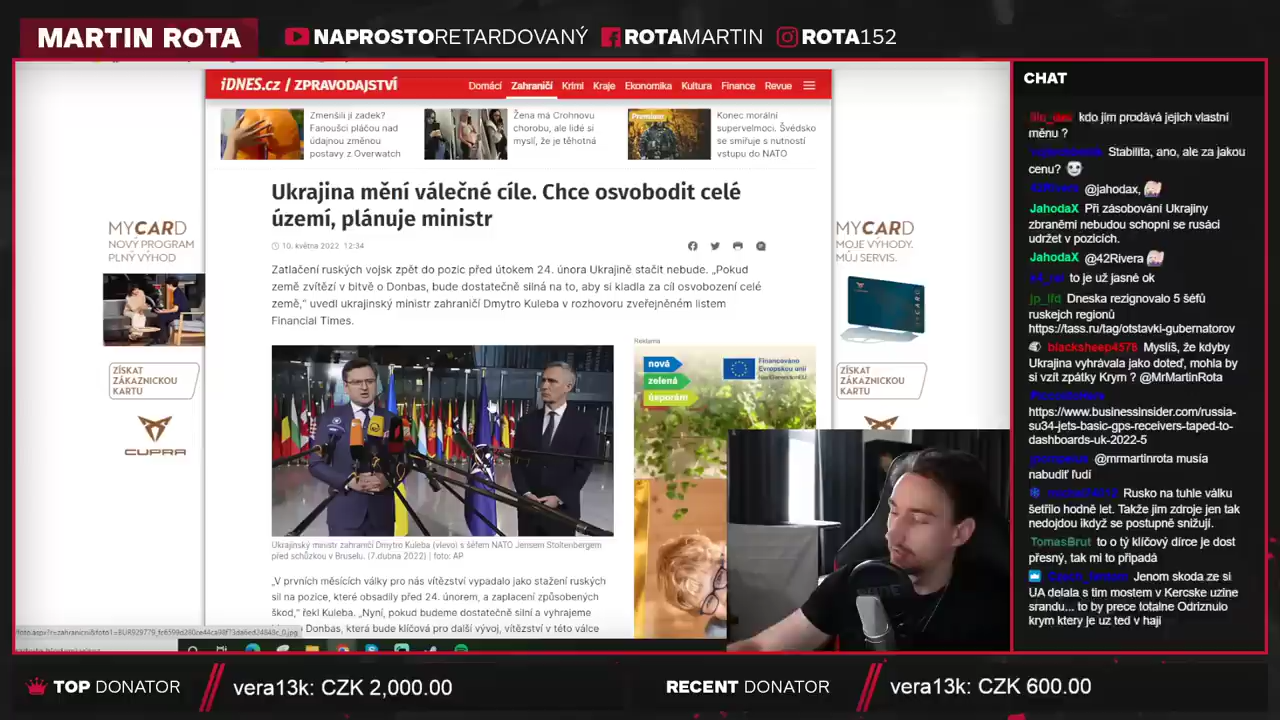 MARTIN ROTA
NAPROSTORETARDOVANÝ
ROTAMARTIN
ROTA152
iDNES.cz / ZPRAVODAJSTVÍ
Domácí Zahraničí Krimi Kraje Ekonomika Kultura Finance Revue
Zmenšili jí zadek?
Fanoušci pláčou nad
údajnou změnou
postavy z Overwatch
Žena má Crohnovu
chorobu, ale lidé si
myslí, že je těhotná
Premium
Konec morální
supervelmoci. Švédsko
se smiřuje s nutností
vstupu do NATO
Ukrajina mění válečné cíle. Chce osvobodit celé
území, plánuje ministr
10. května 2022 12:34
Zatlačení ruských vojsk zpět do pozic před útokem 24. února Ukrajině stačit nebude. „Pokud
země zvítězí v bitvě o Donbas, bude dostatečně silná na to, aby si kladla za cíl osvobození celé
země,“ uvedl ukrajinský ministr zahraničí Dmytro Kuleba v rozhovoru zveřejněném listem
Financial Times.
Reklama
nová
zelená
úsporám
Financováno
Evropskou unií
NextGenerationEU
Ukrajinský ministr zahraničí Dmytro Kuleba (vlevo) s šéfem NATO Jensem Stoltenbergem
před schůzkou v Bruselu. (7.dubna 2022) | foto: AP
„V prvních měsících války pro nás vítězství vypadalo jako stažení ruských
sil na pozice, které obsadily před 24. únorem, a zaplacení způsobených
škod,“ řekl Kuleba. „Nyní, pokud budeme dostatečně silní a vyhrajeme
Donbas, která bude klíčová pro další vývoj, vítězství v této válce
MYCARD
NOVÝ PROGRAM
PLNÝ VÝHOD
ZÍSKAT
ZÁKAZNICKOU
KARTU
CUPRA
MYCARD
MOJE VÝHODY.
MŮJ SERVIS.
ZÍSKAT
ZÁKAZNICKOU
KARTU
CHAT
kdo jim prodává jejich vlastní
měnu ?
Stabilita, ano, ale za jakou
cenu?
42Rivera @jahodax,
JahodaX Při zásobování Ukrajiny
zbraněmi nebudou schopni se rusáci
udržet v pozicích.
JahodaX @42Rivera
to je už jasné ok
jp_lfd Dneska rezignovalo 5 šéfů
ruskejch regionů
https://tass.ru/tag/otstavki-gubernatorov
blacksheep4578 Myslíš, že kdyby
Ukrajina vyhrávala jako doteď, mohla by
si vzít zpátky Krym ? @MrMartinRota
https://www.businessinsider.com/russia-
su34-jets-basic-gps-receivers-taped-to-
dashboards-uk-2022-5
@mrmartinrota musía
nabudiť ľudí
Rusko na tuhle válku
šetřilo hodně let. Takže jim zdroje jen tak
nedojdou ikdyž se postupně snižují.
TomasBrut to o tý klíčový dírce je dost
přesný, tak mi to připadá
Jenom skoda ze si
UA delala s tim mostem v Kercske uzine
srandu... to by prece totalne Odriznulo
krym ktery je uz ted v haji
TOP DONATOR
vera13k: CZK 2,000.00
RECENT DONATOR
vera13k: CZK 600.00